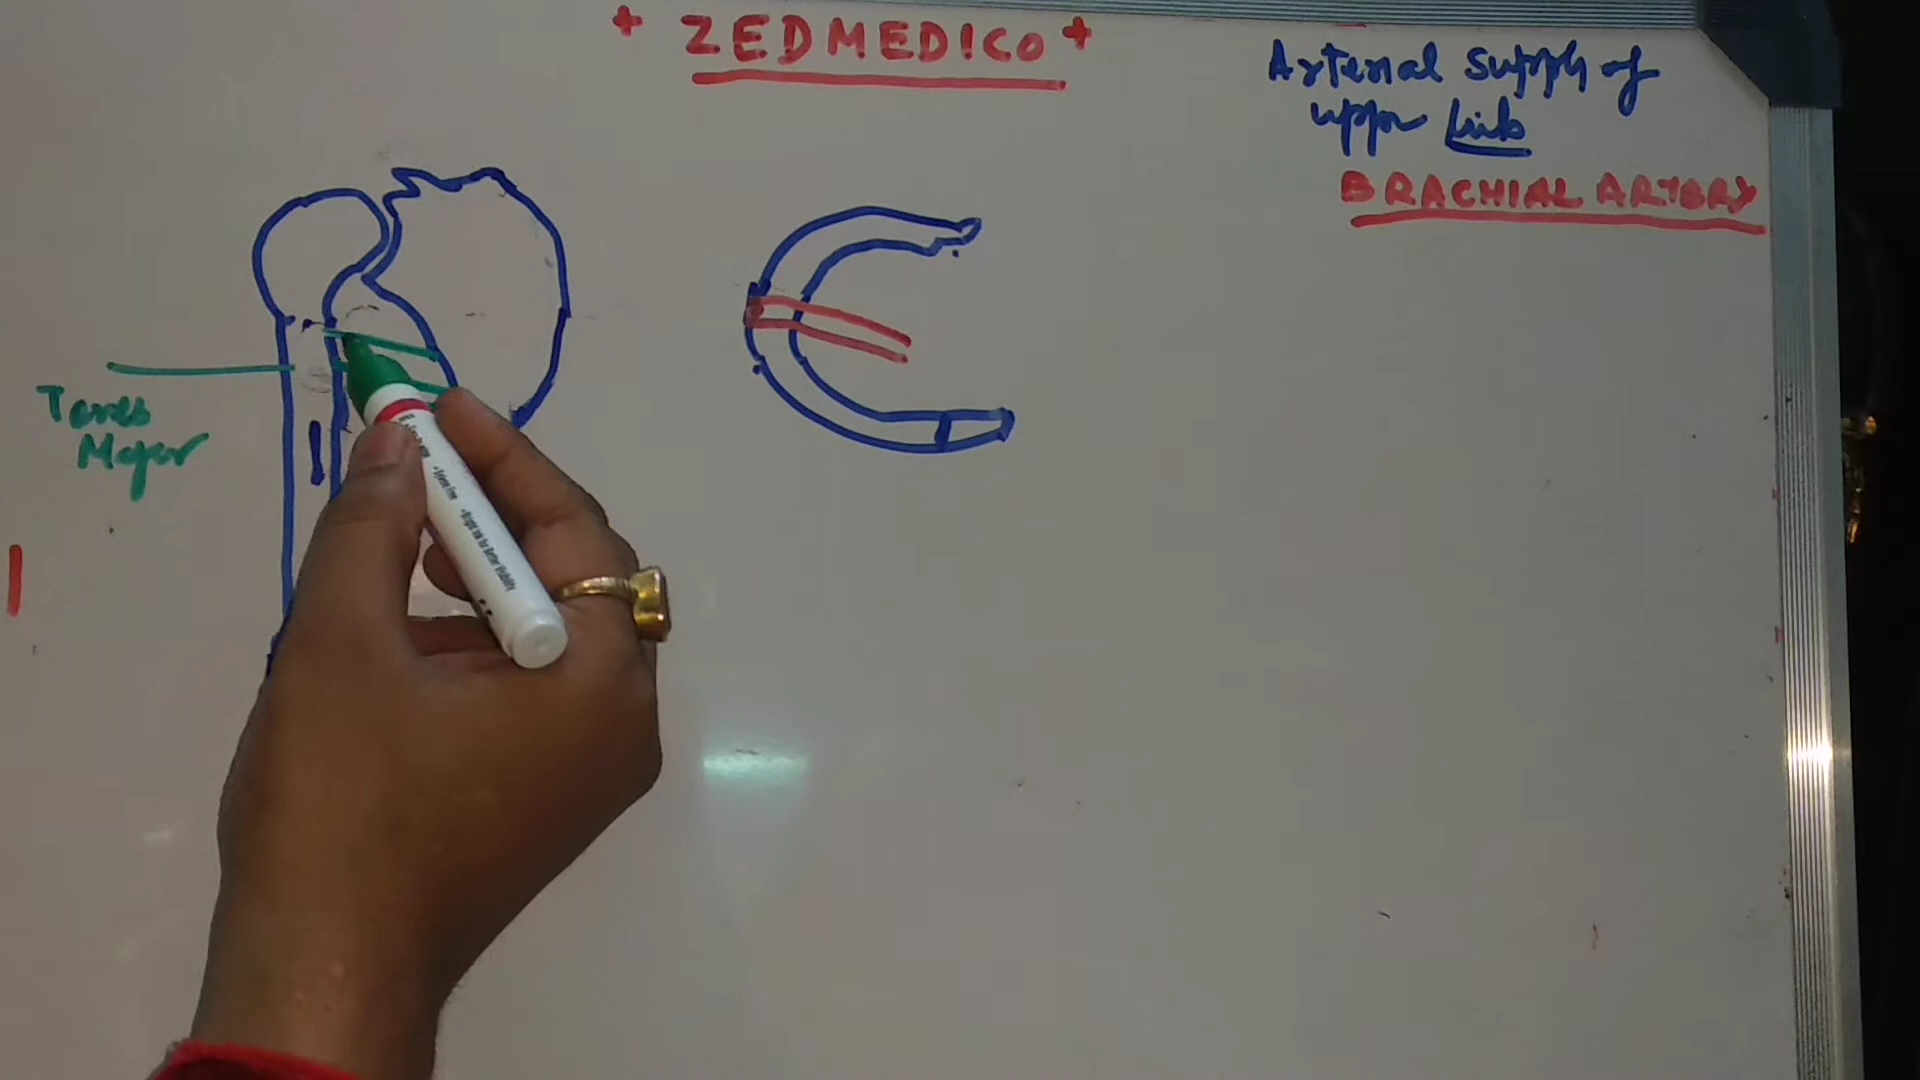 + ZEDMEDICO +
Arterial supply of
upper limb
BRACHIAL ARTERY
Teres
Major